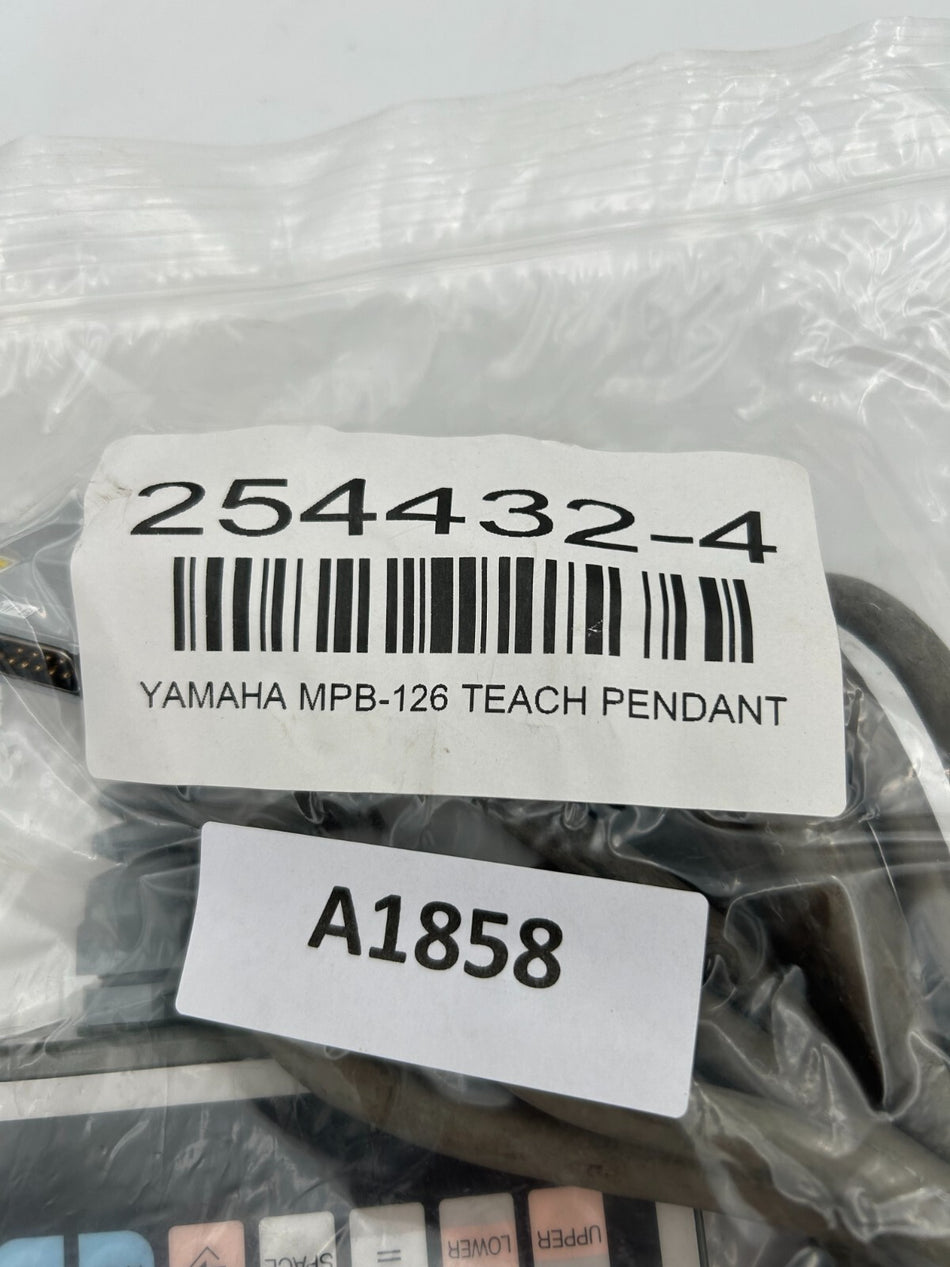 254432-4
YAMAHA MPB-126 TEACH PENDANT
A1858
SPACE
=
LOWER
UPPER